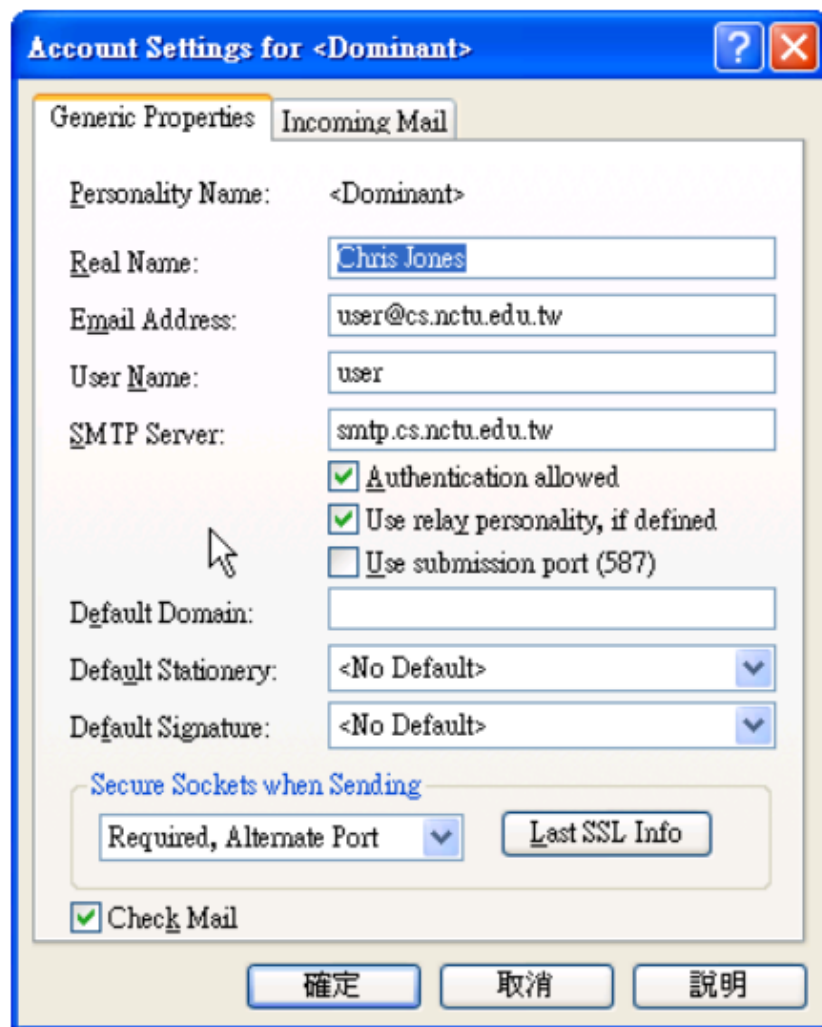 Account Settings for <Dominant>
Generic Properties
Incoming Mail
Personality Name: <Dominant>
Real Name: Chris Jones
Email Address: user@cs.nctu.edu.tw
User Name: user
SMTP Server: smtp.cs.nctu.edu.tw
Authentication allowed
Use relay personality, if defined
Use submission port (587)
Default Domain:
Default Stationery: <No Default>
Default Signature: <No Default>
Secure Sockets when Sending
Required, Alternate Port
Last SSL Info
Check Mail
確定
取消
說明